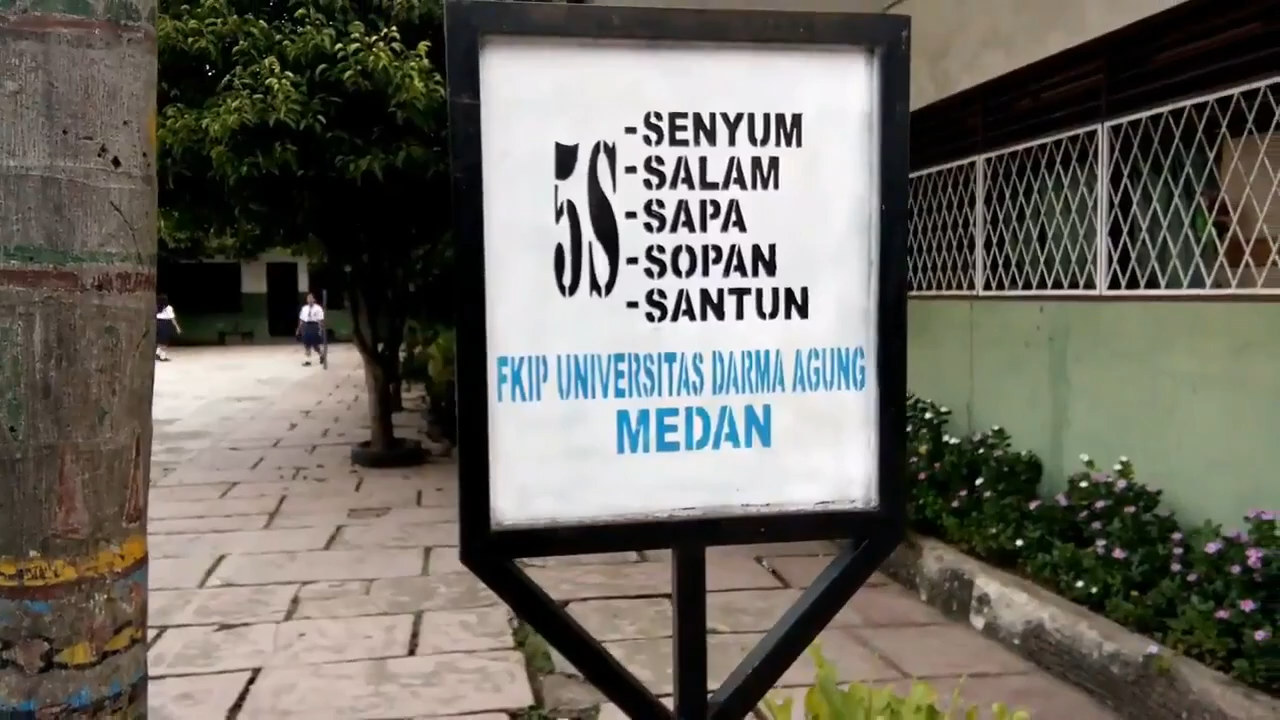 5S
-SENYUM
-SALAM
-SAPA
-SOPAN
-SANTUN
FKIP UNIVERSITAS DARMA AGUNG
MEDAN